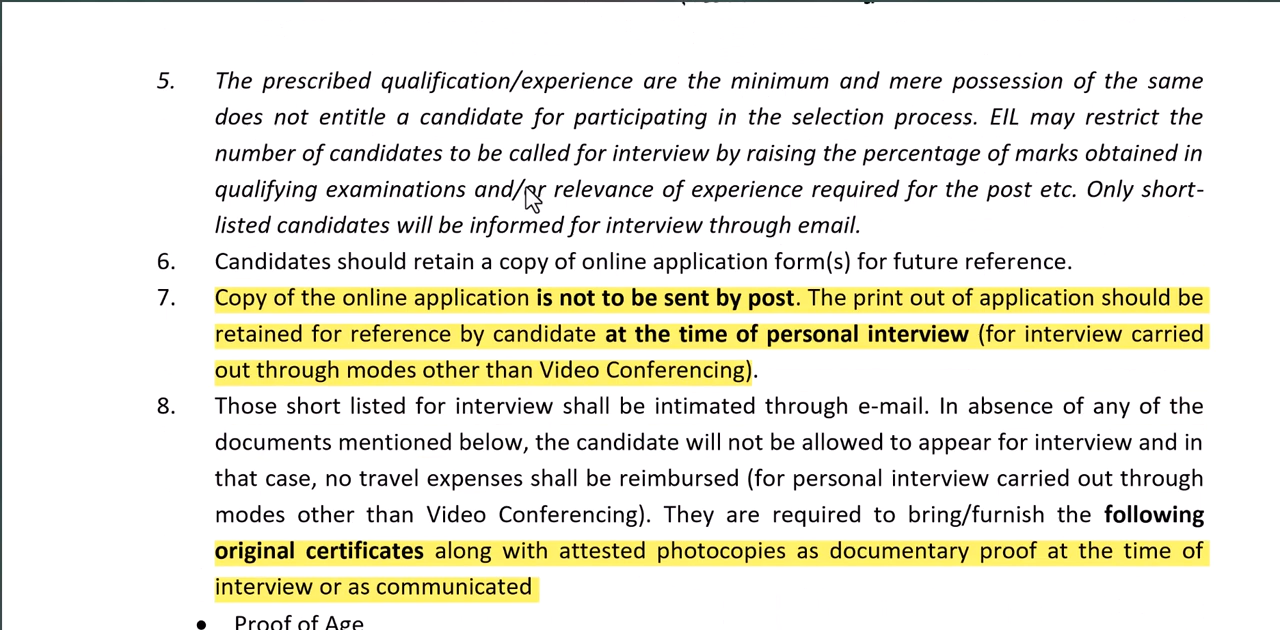 5. The prescribed qualification/experience are the minimum and mere possession of the same
does not entitle a candidate for participating in the selection process. EIL may restrict the
number of candidates to be called for interview by raising the percentage of marks obtained in
qualifying examinations and/or relevance of experience required for the post etc. Only short-
listed candidates will be informed for interview through email.
6. Candidates should retain a copy of online application form(s) for future reference.
7. Copy of the online application is not to be sent by post. The print out of application should be
retained for reference by candidate at the time of personal interview (for interview carried
out through modes other than Video Conferencing).
8. Those short listed for interview shall be intimated through e-mail. In absence of any of the
documents mentioned below, the candidate will not be allowed to appear for interview and in
that case, no travel expenses shall be reimbursed (for personal interview carried out through
modes other than Video Conferencing). They are required to bring/furnish the following
original certificates along with attested photocopies as documentary proof at the time of
interview or as communicated
• Proof of Age